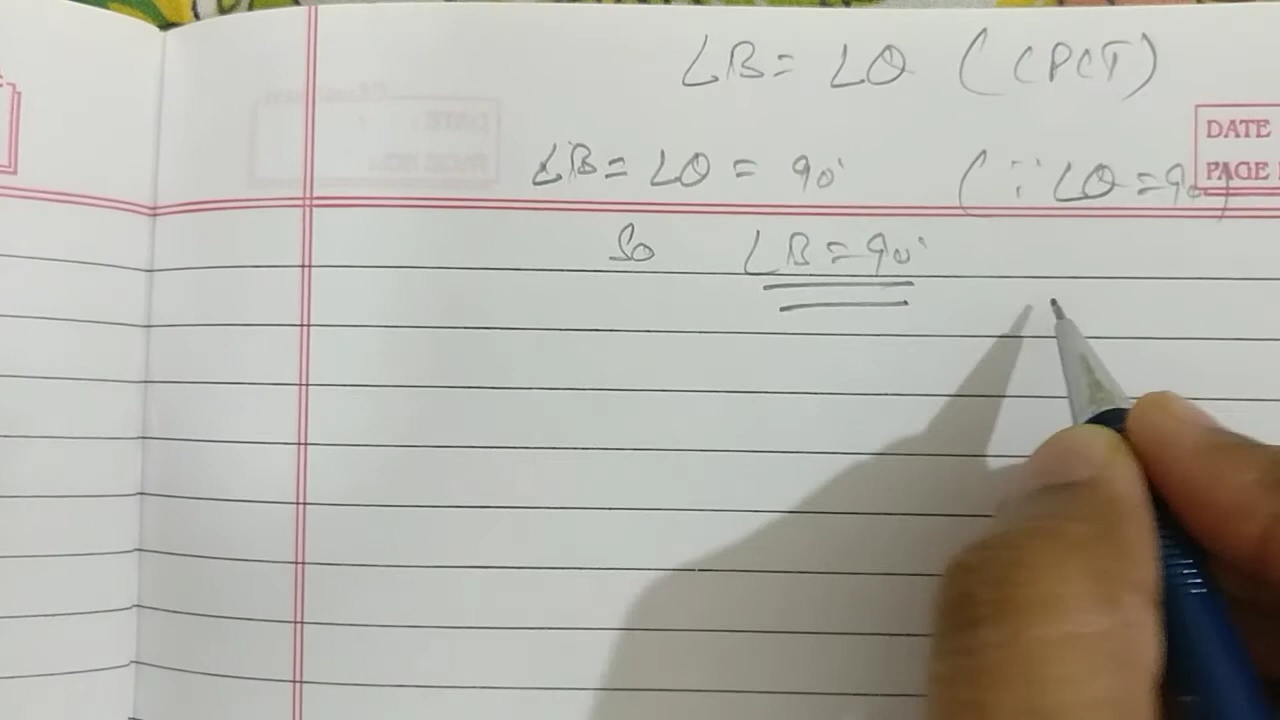 ∠B = ∠Q (CPCT)
DATE
∠B = ∠Q = 90° (∵ ∠Q = 90°)
PAGE
So ∠B = 90°